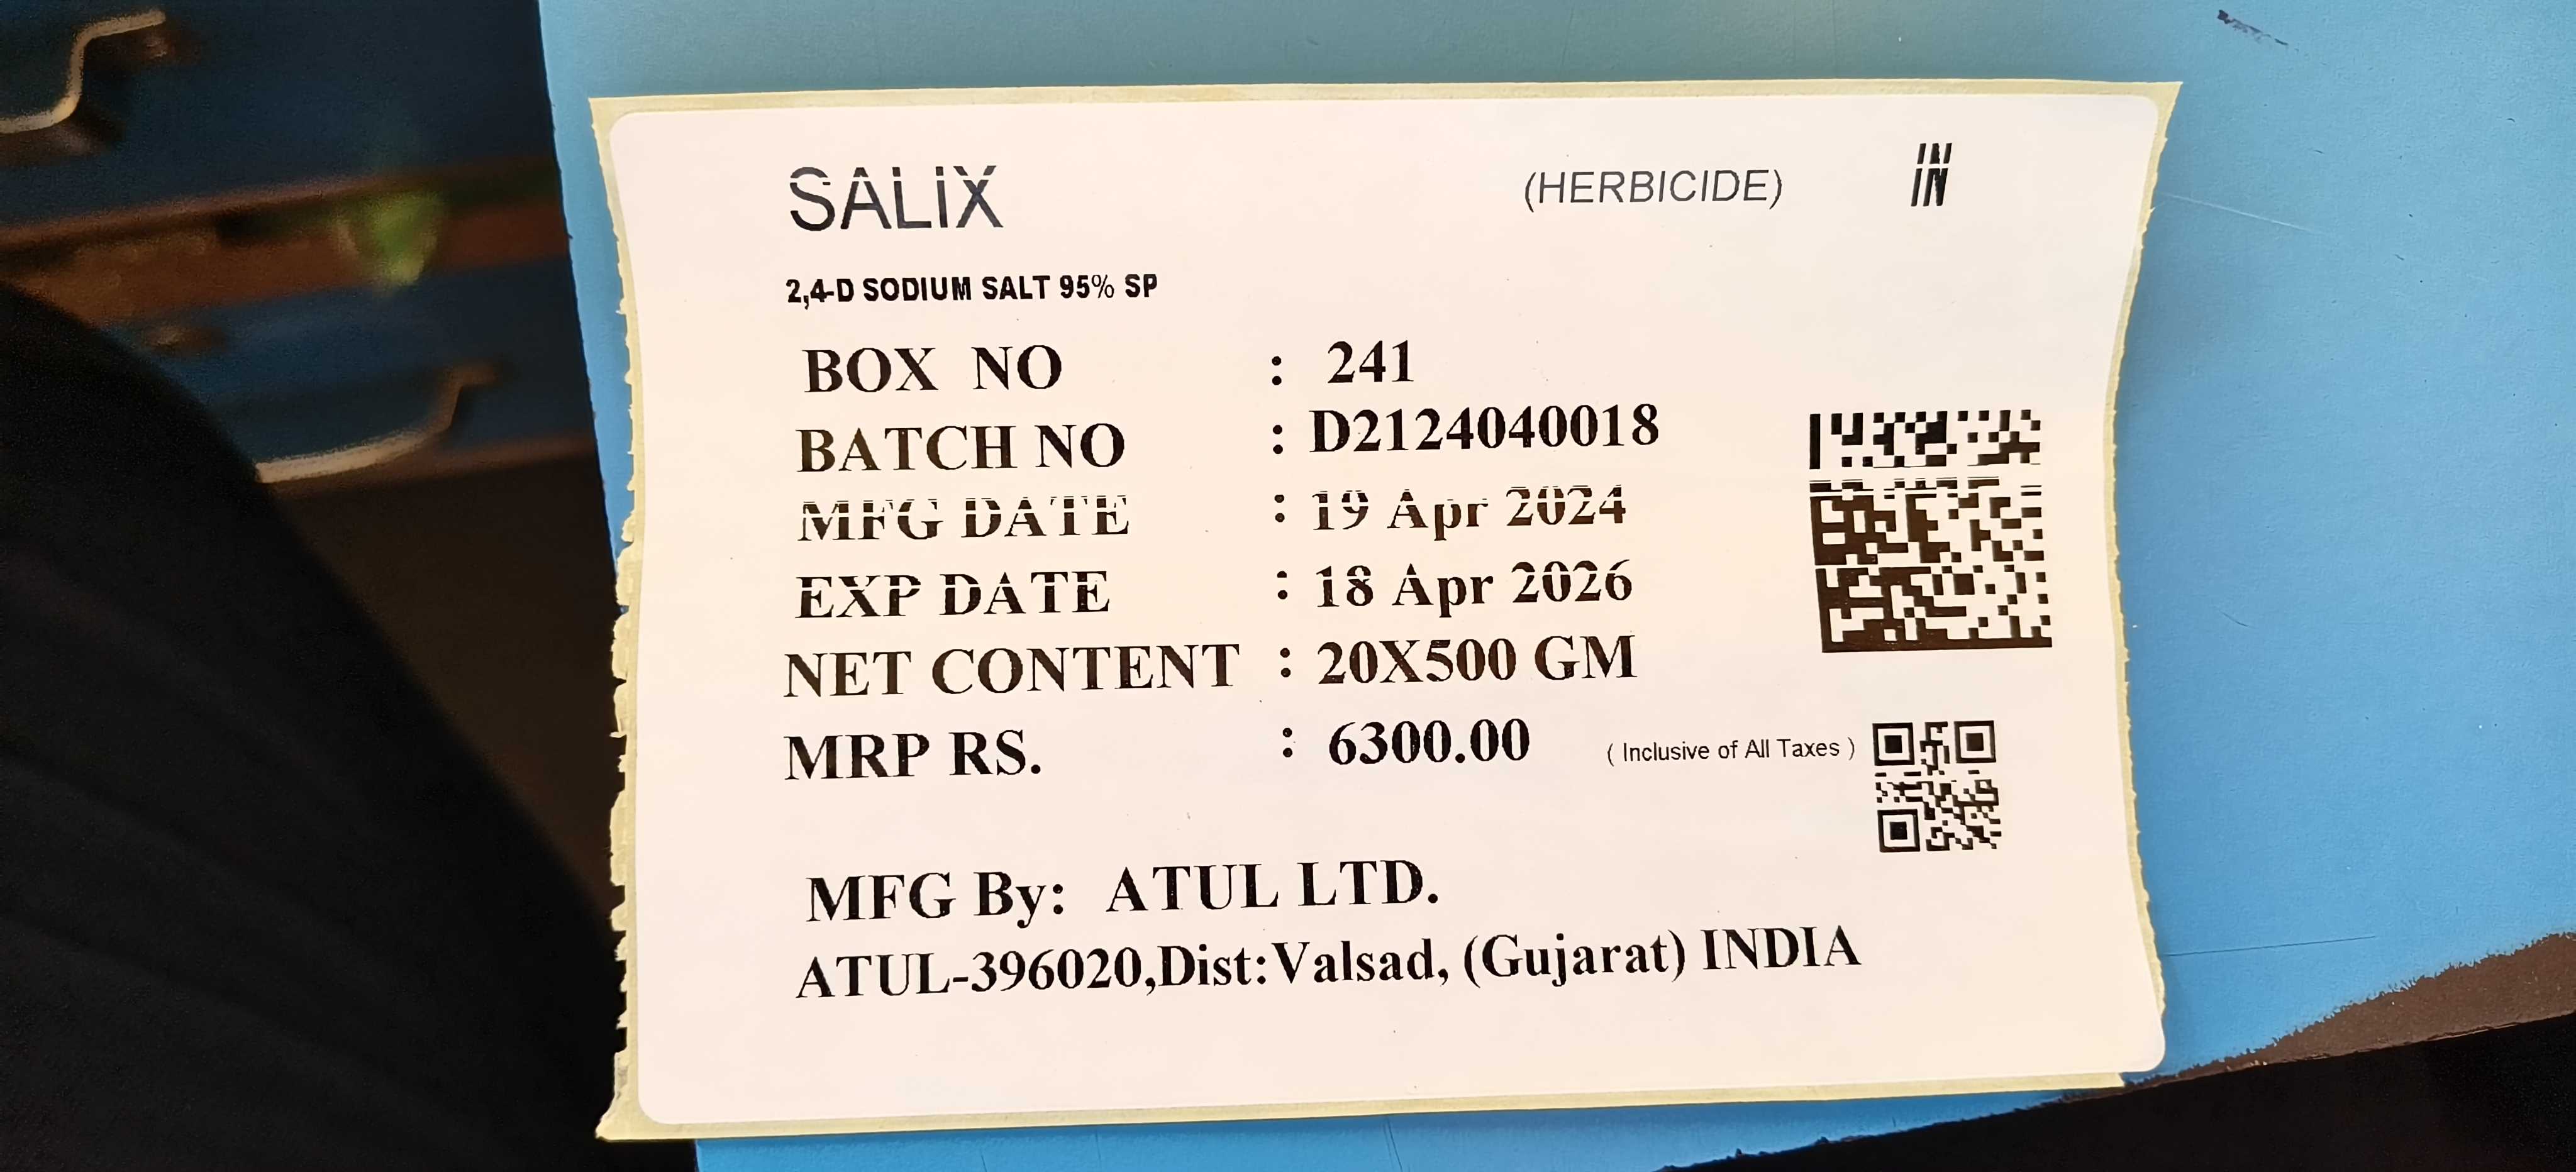 SALIX (HERBICIDE) IN
2,4-D SODIUM SALT 95% SP
BOX NO : 241
BATCH NO : D2124040018
MFG DATE : 19 Apr 2024
EXP DATE : 18 Apr 2026
NET CONTENT : 20X500 GM
MRP RS. : 6300.00 ( Inclusive of All Taxes )
MFG By: ATUL LTD.
ATUL-396020,Dist:Valsad, (Gujarat) INDIA